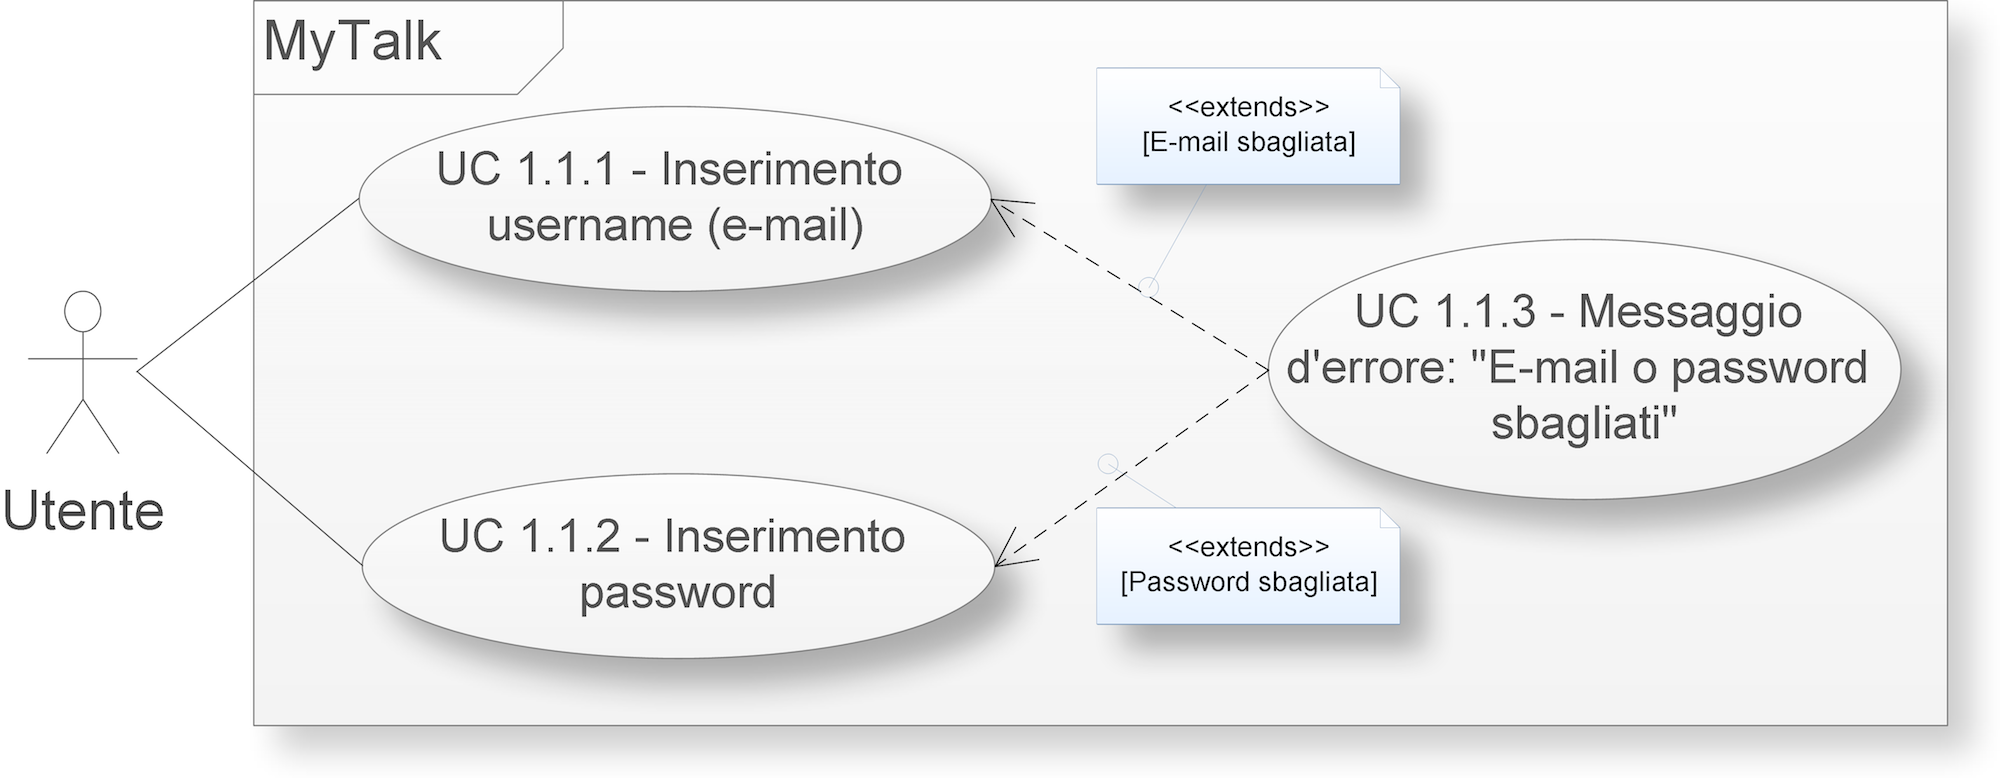 MyTalk
<<extends>>
[E-mail sbagliata]
UC 1.1.1 - Inserimento
username (e-mail)
UC 1.1.3 - Messaggio
d'errore: "E-mail o password
sbagliati"
Utente
UC 1.1.2 - Inserimento
password
<<extends>>
[Password sbagliata]